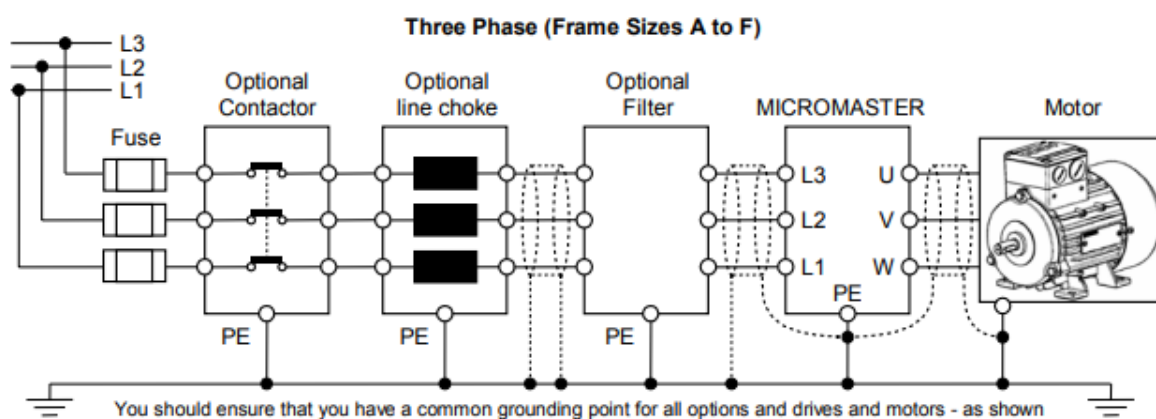 Three Phase (Frame Sizes A to F)
L3
L2
L1
Fuse
Optional
Contactor
Optional
line choke
Optional
Filter
MICROMASTER
Motor
L3
U
L2
V
L1
W
PE
PE
PE
PE
You should ensure that you have a common grounding point for all options and drives and motors - as shown